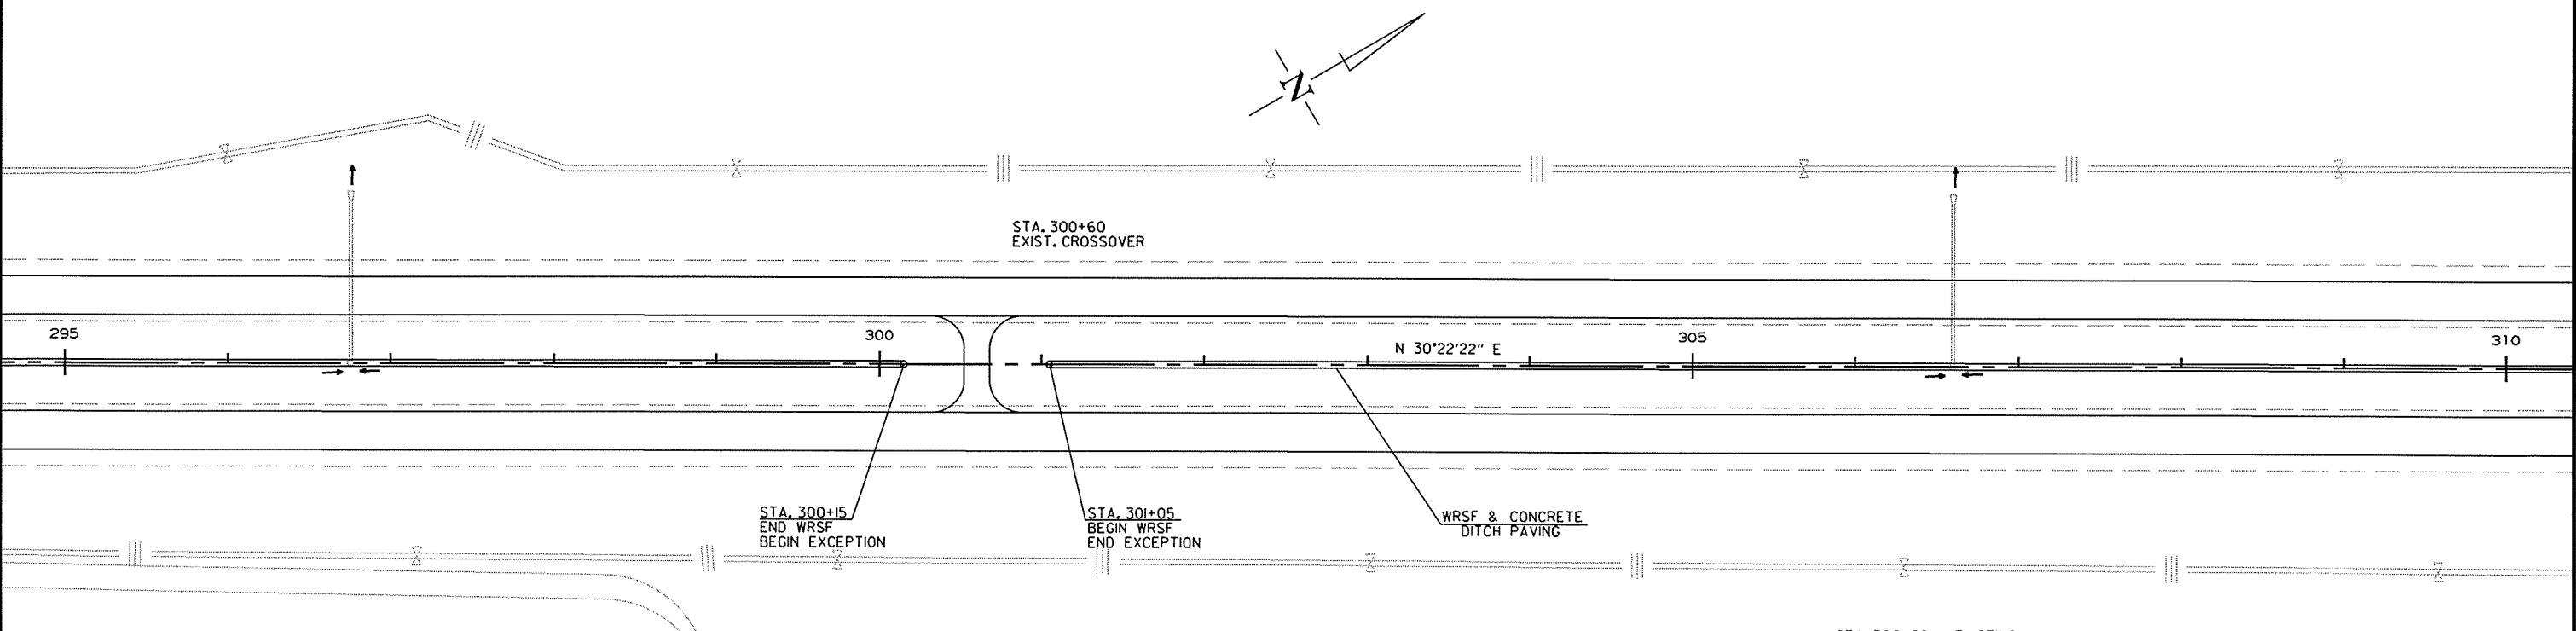 N
STA. 300+60
EXIST. CROSSOVER
295
300
305
310
N 30°22'22" E
STA. 300+15
END WRSF
BEGIN EXCEPTION
STA. 301+05
BEGIN WRSF
END EXCEPTION
WRSF & CONCRETE
DITCH PAVING